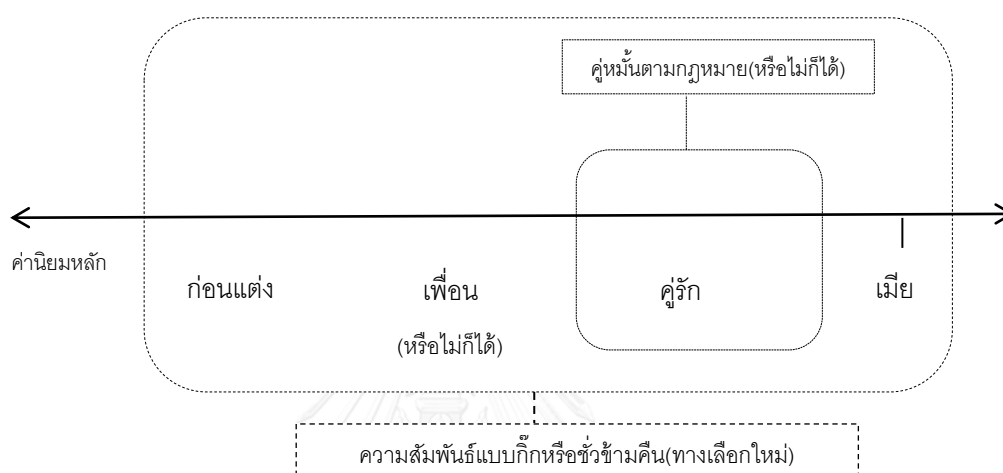 คู่หมั้นตามกฎหมาย(หรือไม่ก็ได้)
ค่านิยมหลัก
ก่อนแต่ง เพื่อน คู่รัก เมีย
(หรือไม่ก็ได้)
ความสัมพันธ์แบบกิ๊กหรือชั่วข้ามคืน(ทางเลือกใหม่)